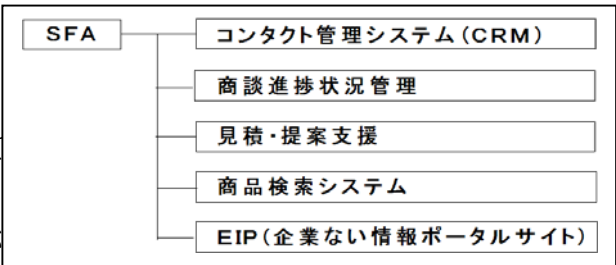 SFA
コンタクト管理システム(CRM)
商談進捗状況管理
見積・提案支援
商品検索システム
EIP(企業ない情報ポータルサイト)